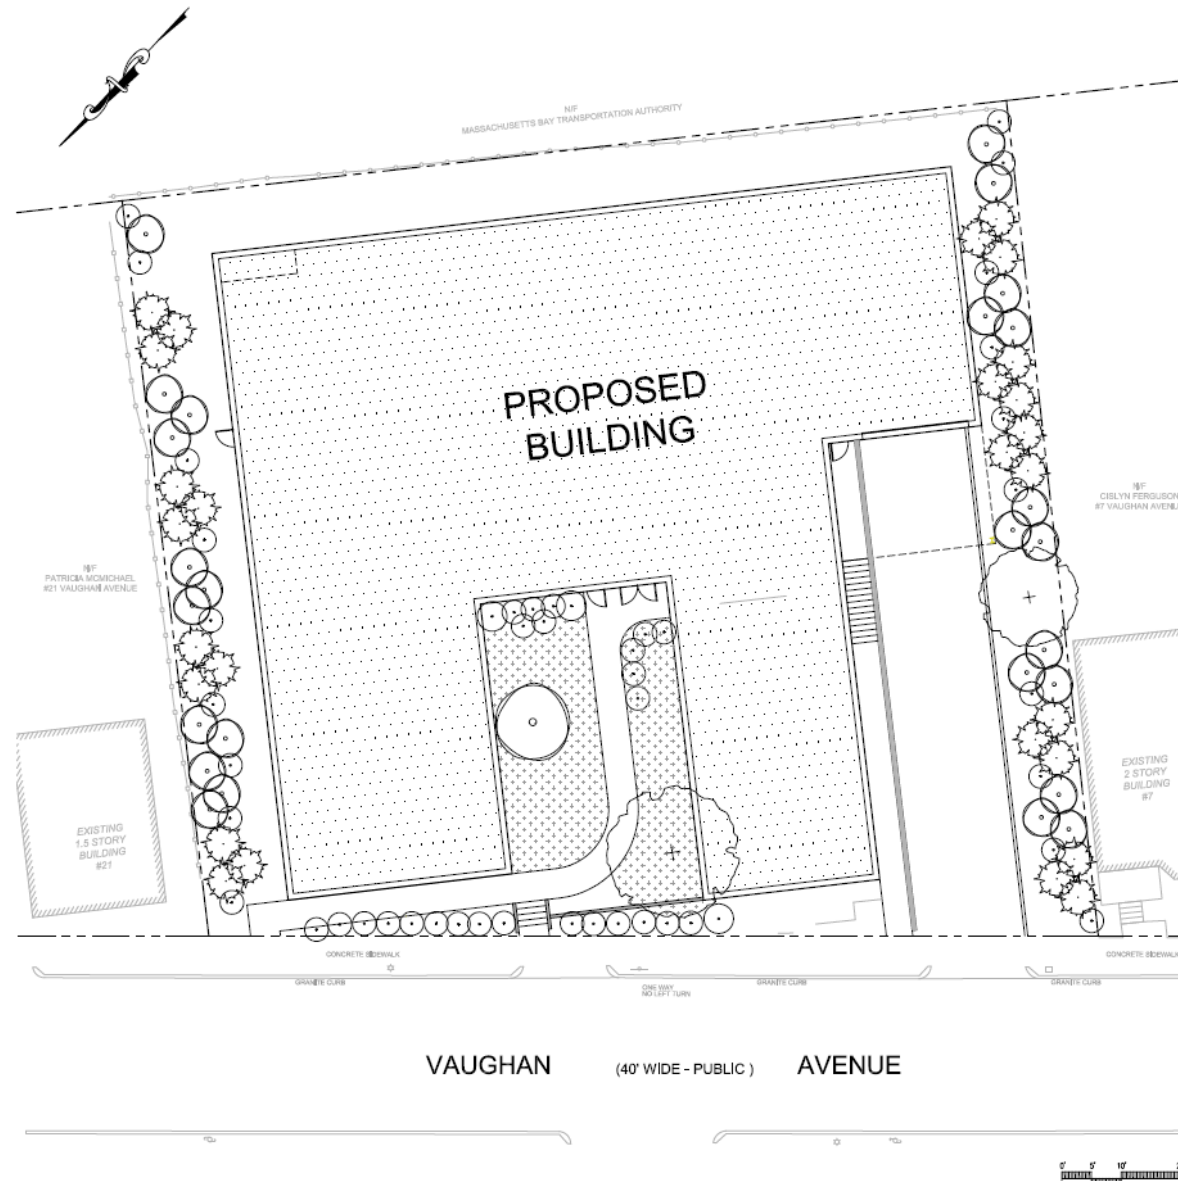 N/F
MASSACHUSETTS BAY TRANSPORTATION AUTHORITY
PROPOSED
BUILDING
N/F
CISLYN FERGUSON
#7 VAUGHAN AVENUE
N/F
PATRICIA MCMICHAEL
#21 VAUGHAN AVENUE
EXISTING
2 STORY
BUILDING
#7
EXISTING
1.5 STORY
BUILDING
#21
CONCRETE SIDEWALK
CONCRETE SIDEWALK
GRANITE CURB
ONE WAY
NO LEFT TURN
GRANITE CURB
GRANITE CURB
VAUGHAN (40' WIDE - PUBLIC ) AVENUE
0' 5' 10'